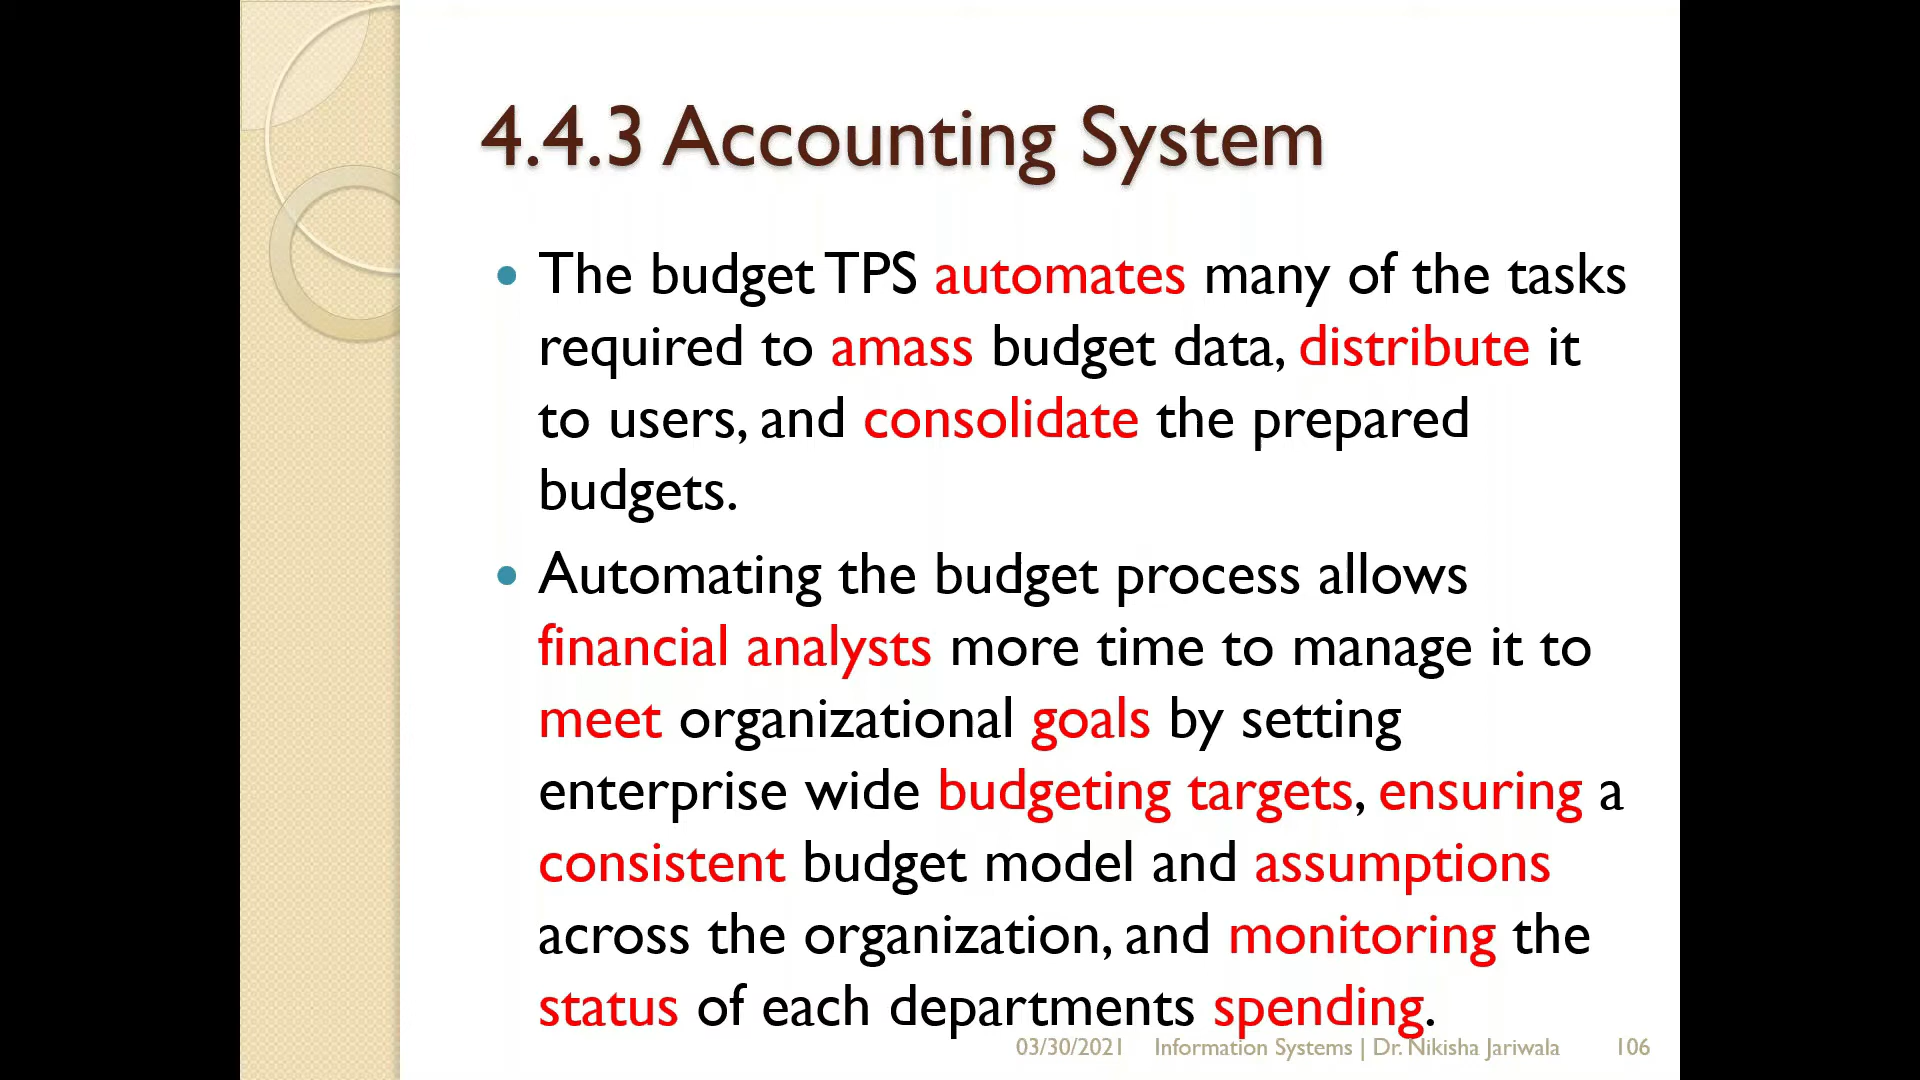 4.4.3 Accounting System
• The budget TPS automates many of the tasks
required to amass budget data, distribute it
to users, and consolidate the prepared
budgets.
• Automating the budget process allows
financial analysts more time to manage it to
meet organizational goals by setting
enterprise wide budgeting targets, ensuring a
consistent budget model and assumptions
across the organization, and monitoring the
status of each departments spending.
03/30/2021 Information Systems | Dr. Nikisha Jariwala 106